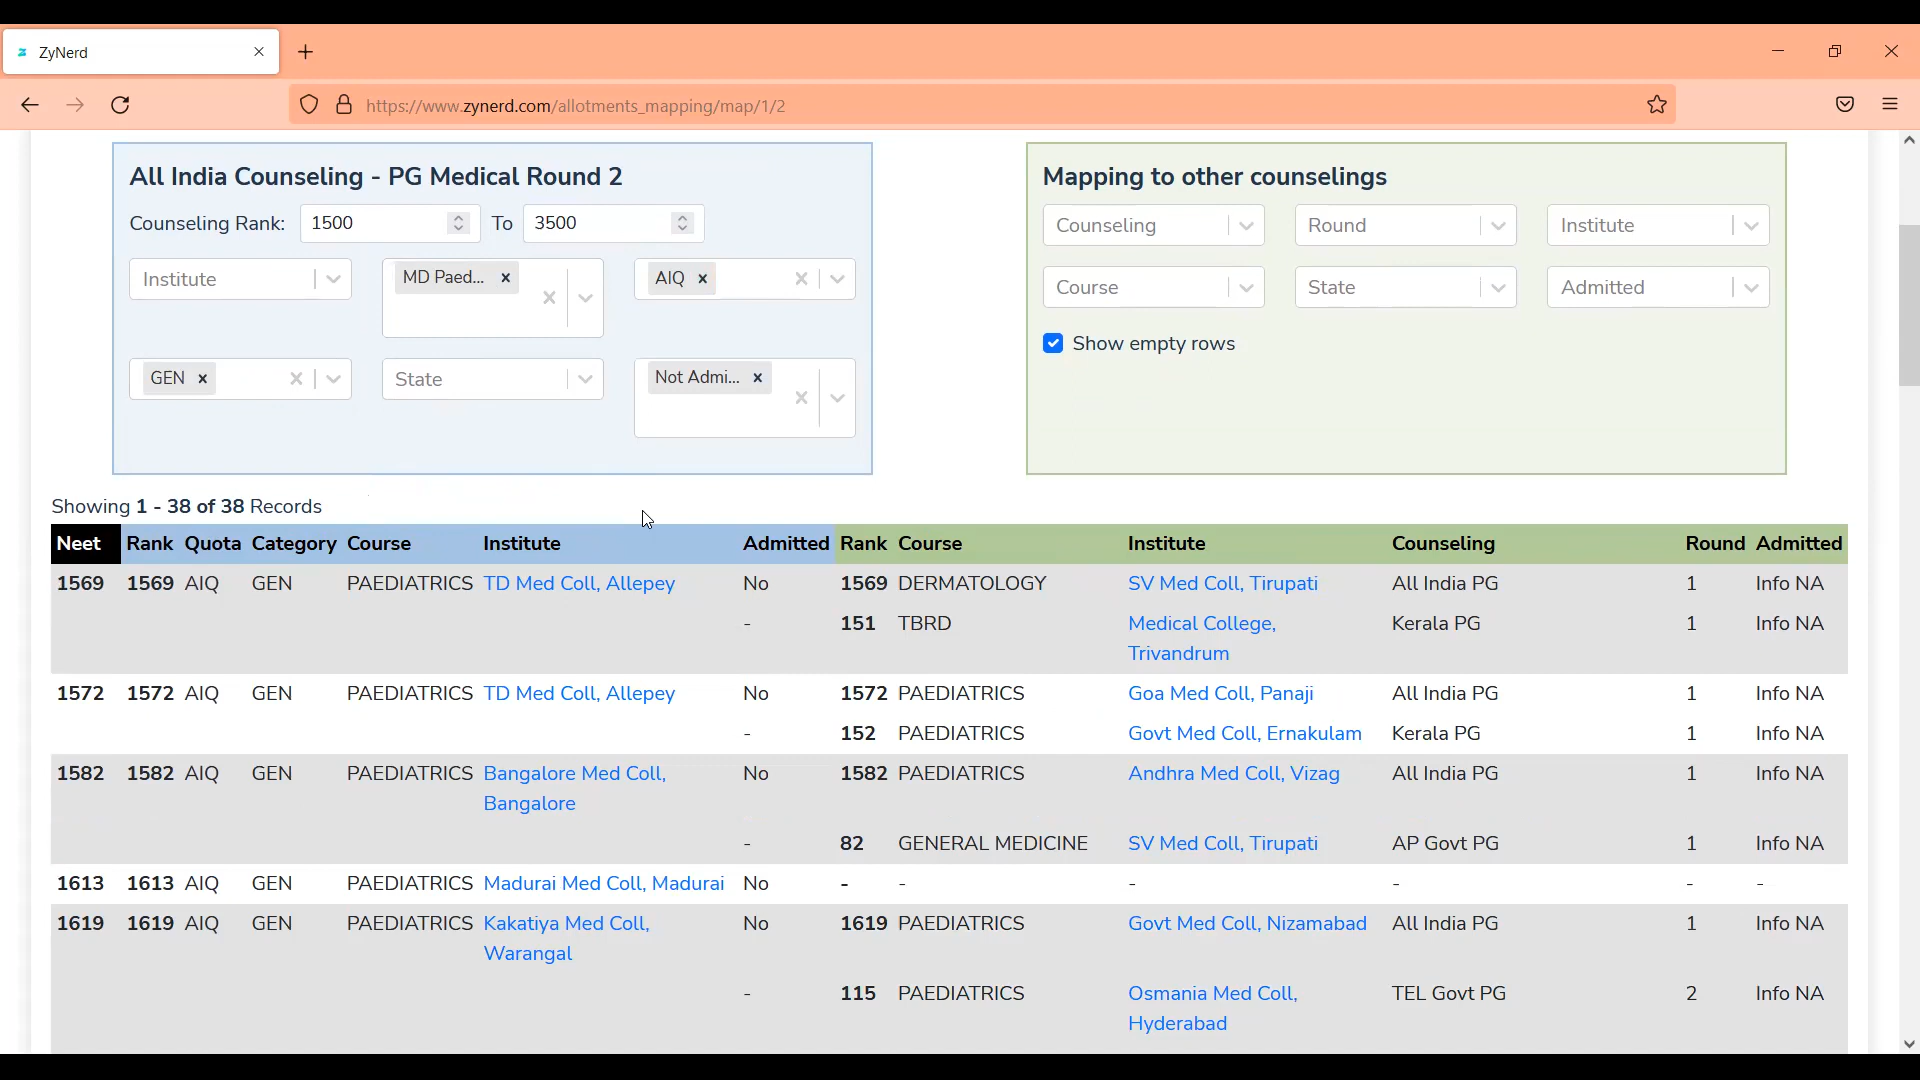 ZyNerd
https://www.zynerd.com/allotments_mapping/map/1/2
All India Counseling - PG Medical Round 2
Counseling Rank: 1500 To 3500
Institute MD Paed... AIQ
GEN State Not Admi...
Mapping to other counselings
Counseling Round Institute
Course State Admitted
Show empty rows
Showing 1 - 38 of 38 Records
Neet Rank Quota Category Course Institute Admitted Rank Course Institute Counseling Round Admitted
1569 1569 AIQ GEN PAEDIATRICS TD Med Coll, Allepey No 1569 DERMATOLOGY SV Med Coll, Tirupati All India PG 1 Info NA
- 151 TBRD Medical College, Kerala PG 1 Info NA
Trivandrum
1572 1572 AIQ GEN PAEDIATRICS TD Med Coll, Allepey No 1572 PAEDIATRICS Goa Med Coll, Panaji All India PG 1 Info NA
- 152 PAEDIATRICS Govt Med Coll, Ernakulam Kerala PG 1 Info NA
1582 1582 AIQ GEN PAEDIATRICS Bangalore Med Coll, No 1582 PAEDIATRICS Andhra Med Coll, Vizag All India PG 1 Info NA
Bangalore
- 82 GENERAL MEDICINE SV Med Coll, Tirupati AP Govt PG 1 Info NA
1613 1613 AIQ GEN PAEDIATRICS Madurai Med Coll, Madurai No - - - - - -
1619 1619 AIQ GEN PAEDIATRICS Kakatiya Med Coll, No 1619 PAEDIATRICS Govt Med Coll, Nizamabad All India PG 1 Info NA
Warangal
- 115 PAEDIATRICS Osmania Med Coll, TEL Govt PG 2 Info NA
Hyderabad